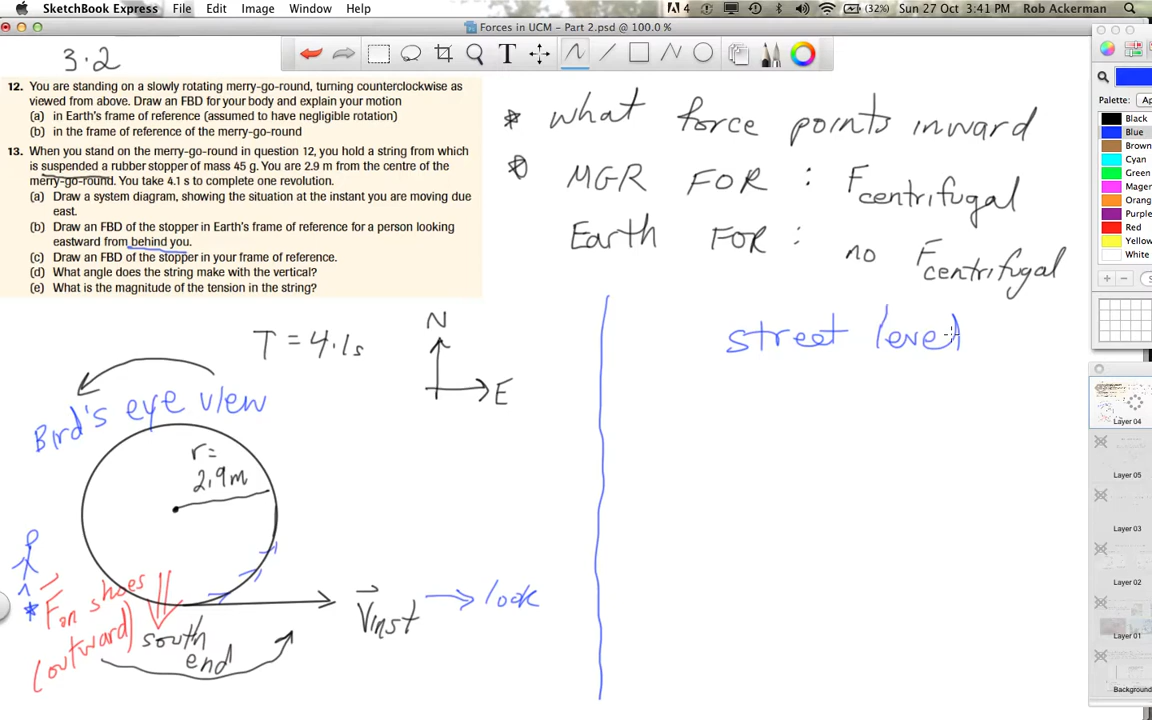 SketchBook Express File Edit Image Window Help 4 (32%) Sun 27 Oct 3:41 PM Rob Ackerman
Forces in UCM - Part 2.psd @ 100.0 %
3.2
12. You are standing on a slowly rotating merry-go-round, turning counterclockwise as
viewed from above. Draw an FBD for your body and explain your motion
(a) in Earth's frame of reference (assumed to have negligible rotation)
(b) in the frame of reference of the merry-go-round
13. When you stand on the merry-go-round in question 12, you hold a string from which
is suspended a rubber stopper of mass 45 g. You are 2.9 m from the centre of the
merry-go-round. You take 4.1 s to complete one revolution.
(a) Draw a system diagram, showing the situation at the instant you are moving due
east.
(b) Draw an FBD of the stopper in Earth's frame of reference for a person looking
eastward from behind you.
(c) Draw an FBD of the stopper in your frame of reference.
(d) What angle does the string make with the vertical?
(e) What is the magnitude of the tension in the string?
* what force points inward
* MGR FOR : Fcentrifugal
Earth FOR : no Fcentrifugal
T = 4.1s
N
E
Bird's eye view
r=
2.9m
* F on shoes
(outward)
south
end
Vinst
look
street level
Palette:
Black
Blue
Brown
Cyan
Green
Mager
Orang
Purple
Red
Yellow
White
Layer 04
Layer 05
Layer 03
Layer 02
Layer 01
Background